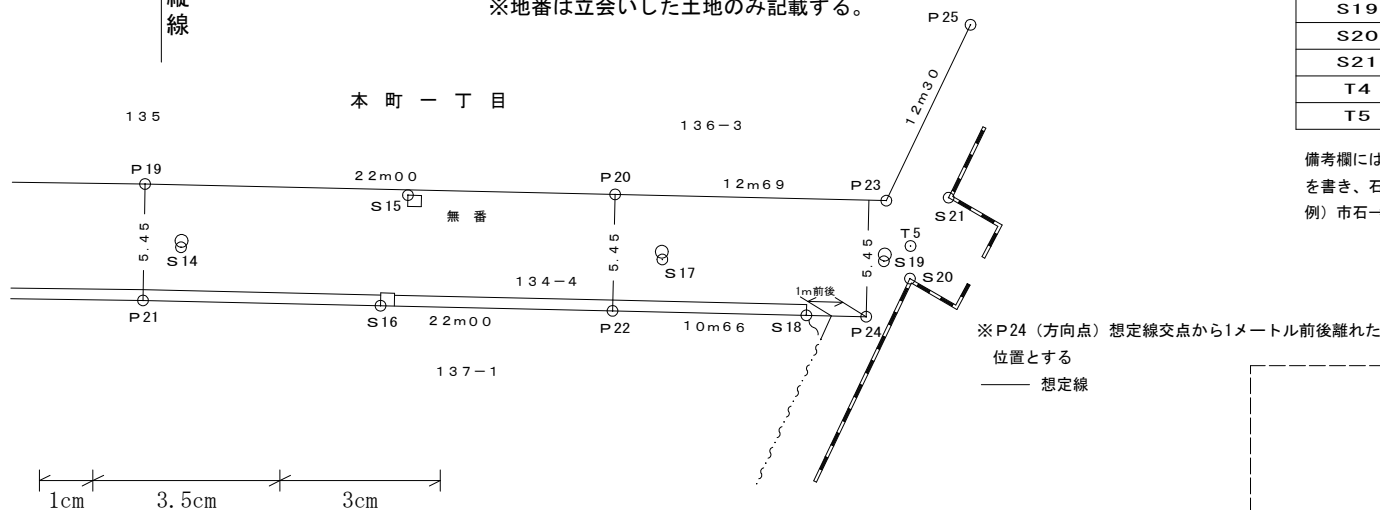 縦線
※地番は立会いした土地のみ記載する。
P25
S19
S20
S21
T4
T5
12m30
本町一丁目
135
136-3
備考欄には
を書き、石
例）市石一
P19
22m00
P20
12m69
P23
S15
無番
S21
5.45
5.45
5.45
T5
S14
S17
S19
S20
134-4
1m前後
P21
S16
22m00
P22
10m66
S18
P24
※P24（方向点）想定線交点から1メートル前後離れた
位置とする
想定線
137-1
1cm
3.5cm
3cm